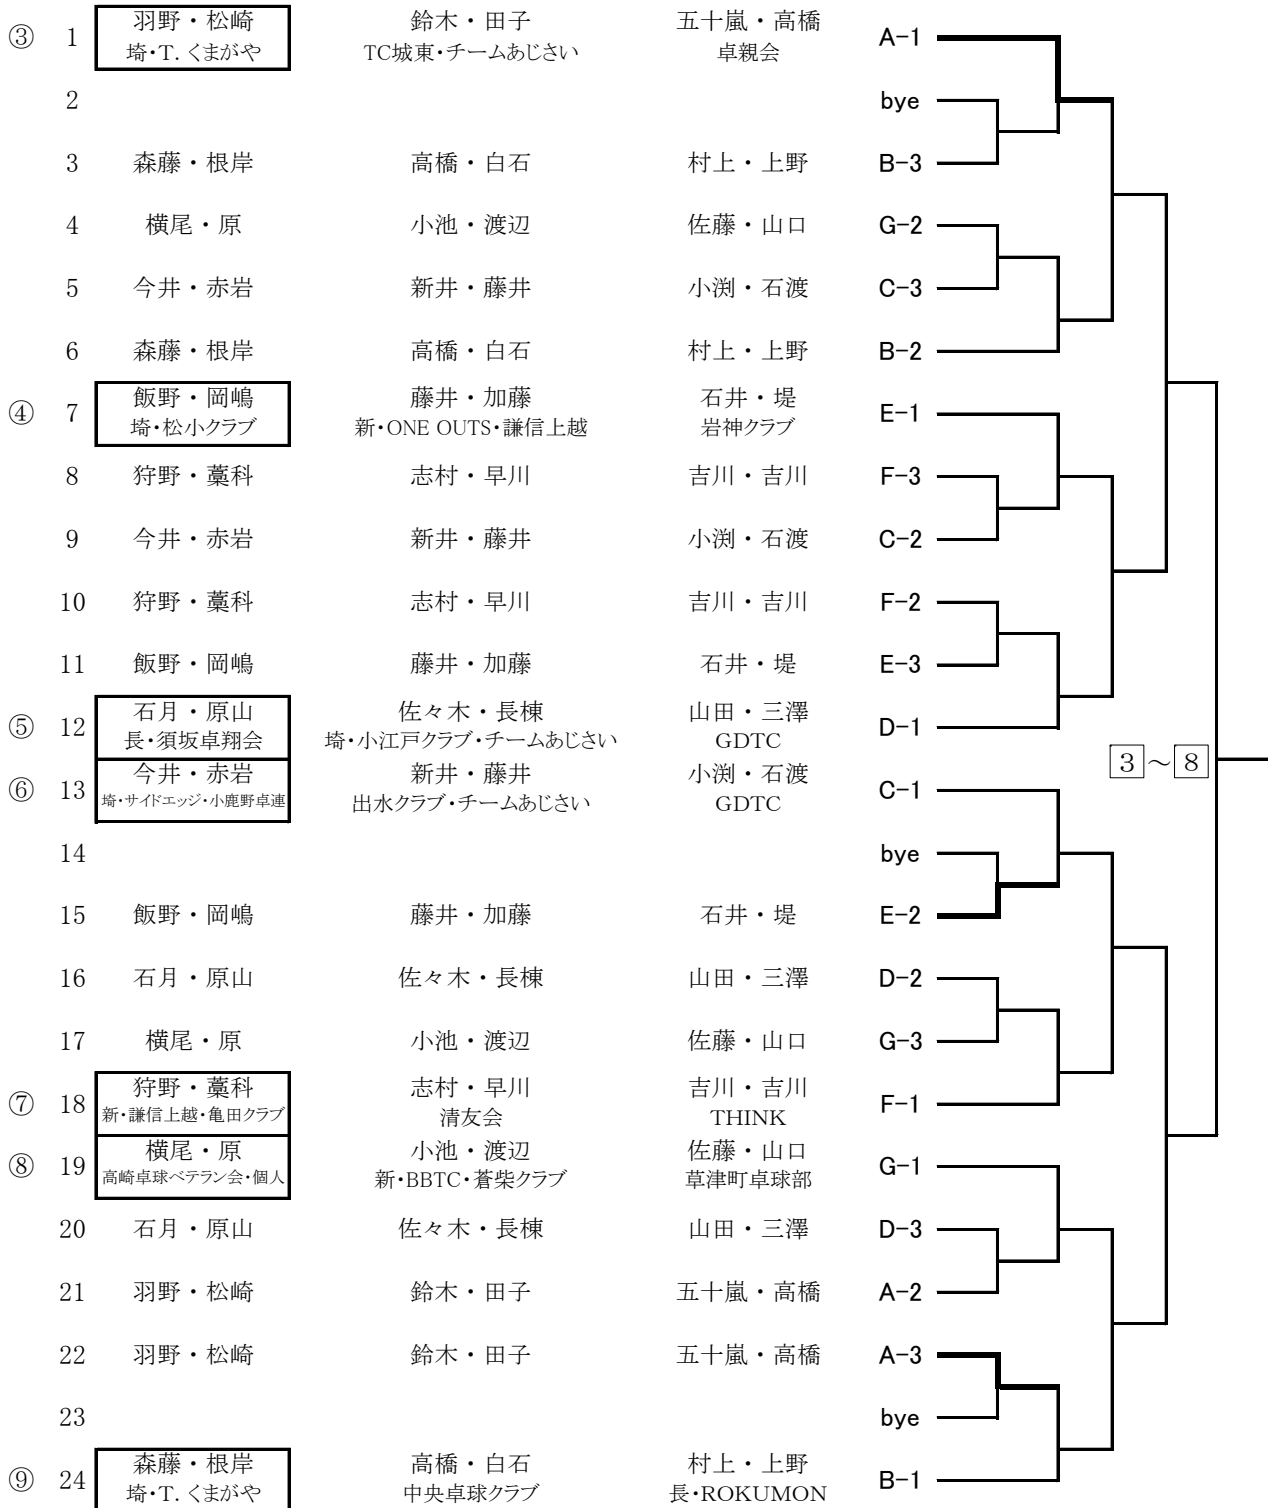 ③ 1 羽野・松崎 鈴木・田子 五十嵐・高橋 A-1
埼・T．くまがや TC城東・チームあじさい 卓親会
2 bye
3 森藤・根岸 高橋・白石 村上・上野 B-3
4 横尾・原 小池・渡辺 佐藤・山口 G-2
5 今井・赤岩 新井・藤井 小渕・石渡 C-3
6 森藤・根岸 高橋・白石 村上・上野 B-2
④ 7 飯野・岡嶋 藤井・加藤 石井・堤 E-1
埼・松小クラブ 新・ONE OUTS・謙信上越 岩神クラブ
8 狩野・藁科 志村・早川 吉川・吉川 F-3
9 今井・赤岩 新井・藤井 小渕・石渡 C-2
10 狩野・藁科 志村・早川 吉川・吉川 F-2
11 飯野・岡嶋 藤井・加藤 石井・堤 E-3
⑤ 12 石月・原山 佐々木・長棟 山田・三澤 D-1
長・須坂卓翔会 埼・小江戸クラブ・チームあじさい GDTC
3～8
⑥ 13 今井・赤岩 新井・藤井 小渕・石渡 C-1
埼・サイドエッジ・小鹿野卓連 出水クラブ・チームあじさい GDTC
14 bye
15 飯野・岡嶋 藤井・加藤 石井・堤 E-2
16 石月・原山 佐々木・長棟 山田・三澤 D-2
17 横尾・原 小池・渡辺 佐藤・山口 G-3
⑦ 18 狩野・藁科 志村・早川 吉川・吉川 F-1
新・謙信上越・亀田クラブ 清友会 THINK
⑧ 19 横尾・原 小池・渡辺 佐藤・山口 G-1
高崎卓球ベテラン会・個人 新・BBTC・蒼柴クラブ 草津町卓球部
20 石月・原山 佐々木・長棟 山田・三澤 D-3
21 羽野・松崎 鈴木・田子 五十嵐・高橋 A-2
22 羽野・松崎 鈴木・田子 五十嵐・高橋 A-3
23 bye
⑨ 24 森藤・根岸 高橋・白石 村上・上野 B-1
埼・T．くまがや 中央卓球クラブ 長・ROKUMON